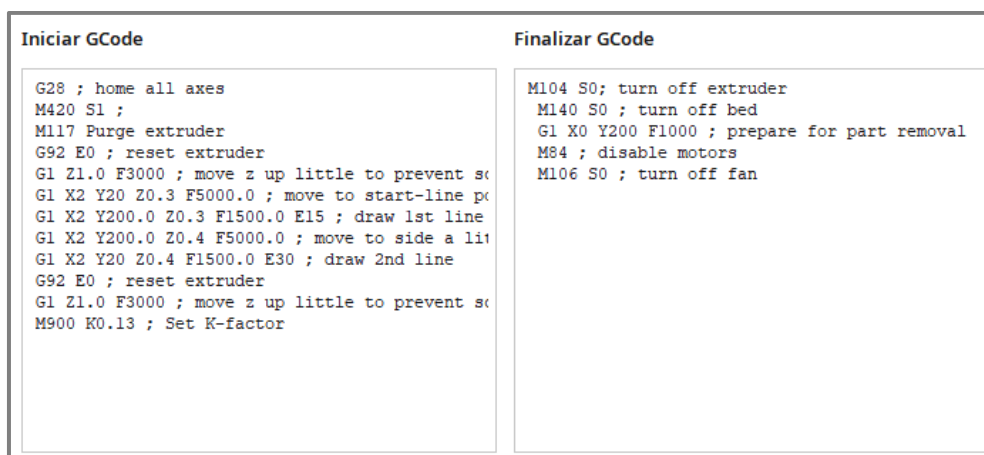 Iniciar GCode
G28 ; home all axes
M420 S1 ;
M117 Purge extruder
G92 E0 ; reset extruder
G1 Z1.0 F3000 ; move z up little to prevent
G1 X2 Y20 Z0.3 F5000.0 ; move to start-line
G1 X2 Y200.0 Z0.3 F1500.0 E15 ; draw 1st line
G1 X2 Y200.0 Z0.4 F5000.0 ; move to side a
G1 X2 Y20 Z0.4 F1500.0 E30 ; draw 2nd line
G92 E0 ; reset extruder
G1 Z1.0 F3000 ; move z up little to prevent
M900 K0.13 ; Set K-factor
Finalizar GCode
M104 S0; turn off extruder
M140 S0 ; turn off bed
G1 X0 Y200 F1000 ; prepare for part removal
M84 ; disable motors
M106 S0 ; turn off fan